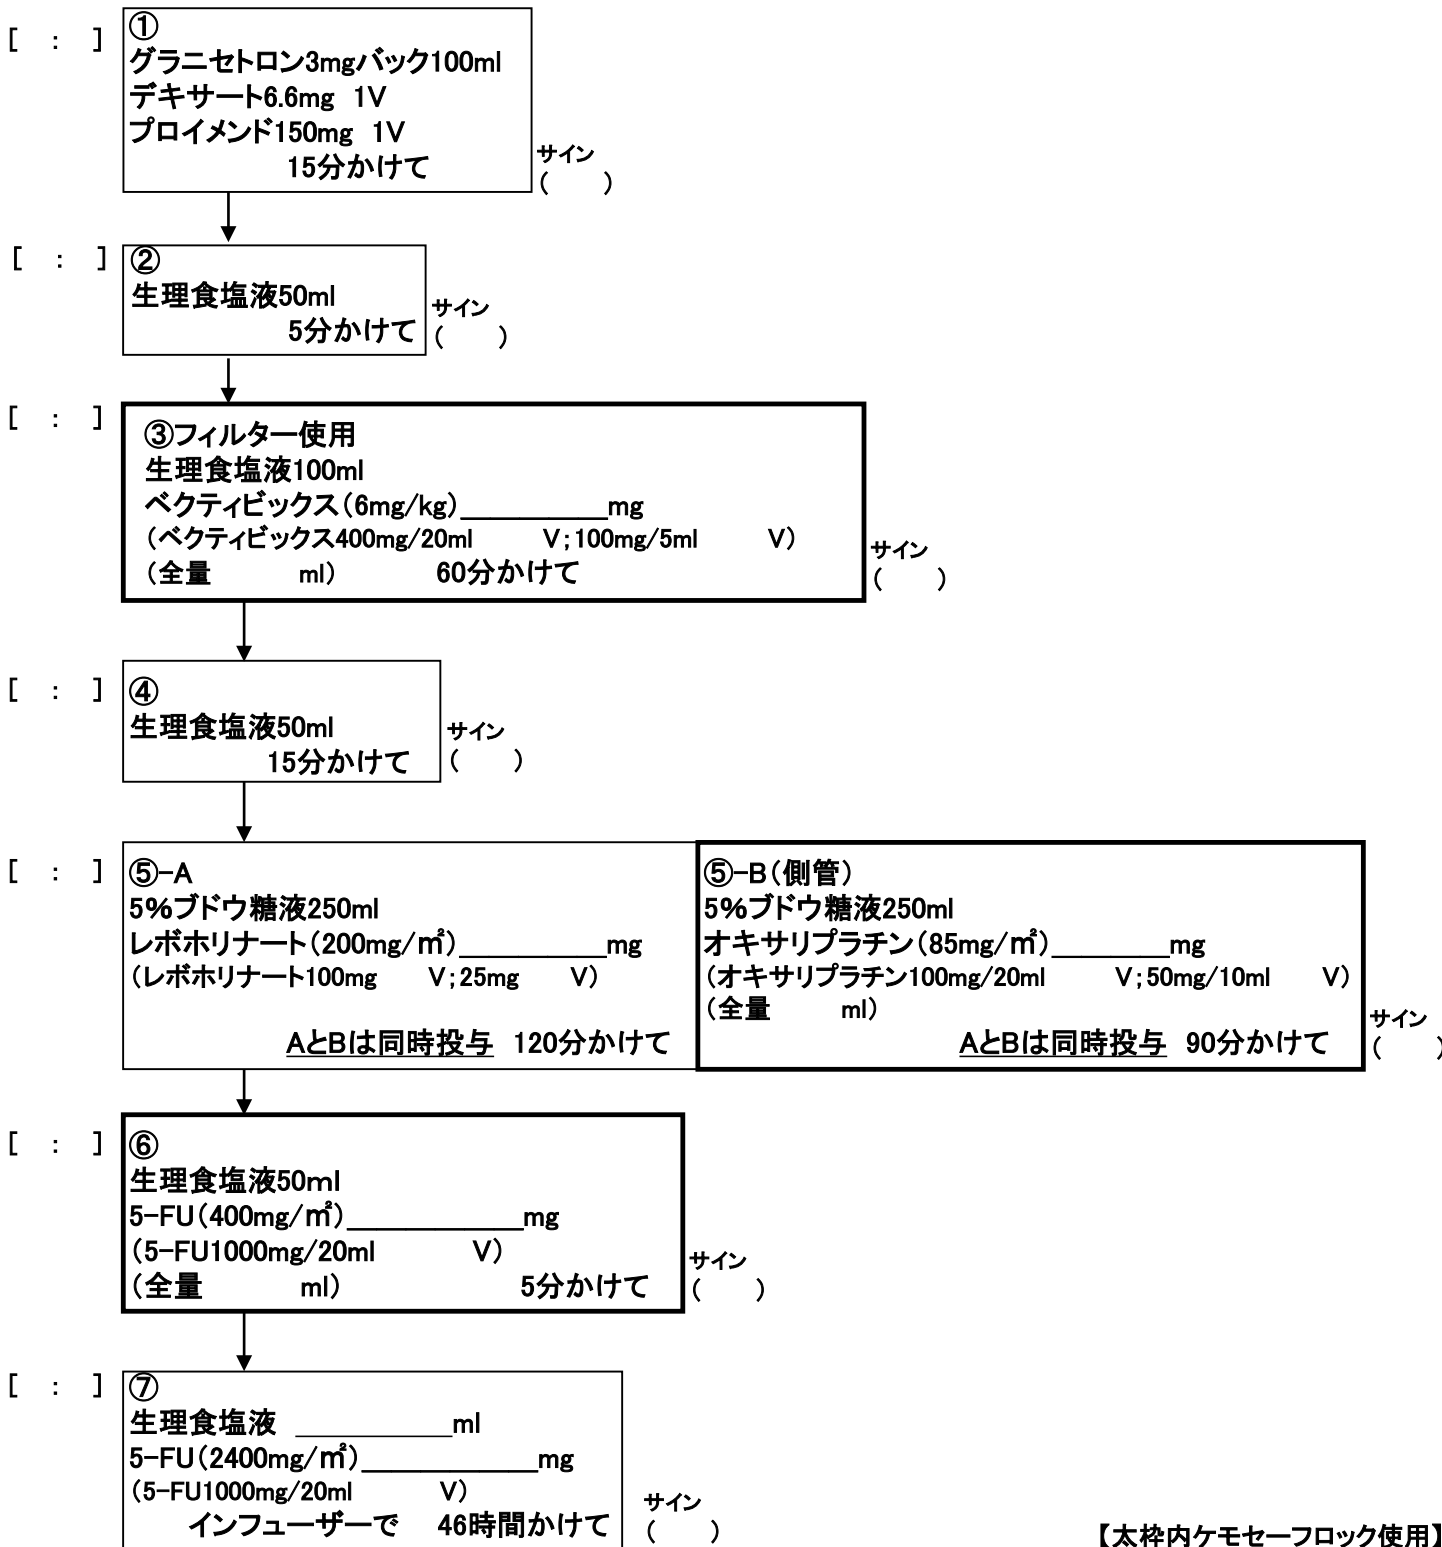 [ : ]
①
グラニセトロン3mgバック100ml
デキサート6.6mg 1V
プロイメンド150mg 1V
15分かけて
サイン
( )
[ : ]
②
生理食塩液50ml
5分かけて
サイン
( )
[ : ]
③フィルター使用
生理食塩液100ml
ベクティビックス(6mg/kg)__________mg
(ベクティビックス400mg/20ml V;100mg/5ml V)
(全量 ml) 60分かけて
サイン
( )
[ : ]
④
生理食塩液50ml
15分かけて
サイン
( )
[ : ]
⑤-A
5%ブドウ糖液250ml
レボホリナート(200mg/㎡)__________mg
(レボホリナート100mg V;25mg V)
AとBは同時投与 120分かけて
⑤-B(側管)
5%ブドウ糖液250ml
オキサリプラチン(85mg/㎡)________mg
(オキサリプラチン100mg/20ml V;50mg/10ml V)
(全量 ml)
AとBは同時投与 90分かけて
サイン
( )
[ : ]
⑥
生理食塩液50ml
5-FU(400mg/㎡)____________mg
(5-FU1000mg/20ml V)
(全量 ml) 5分かけて
サイン
( )
[ : ]
⑦
生理食塩液 ____________ml
5-FU(2400mg/㎡)____________mg
(5-FU1000mg/20ml V)
インフューザーで 46時間かけて
サイン
( )
【太枠内ケモセーフロック使用】